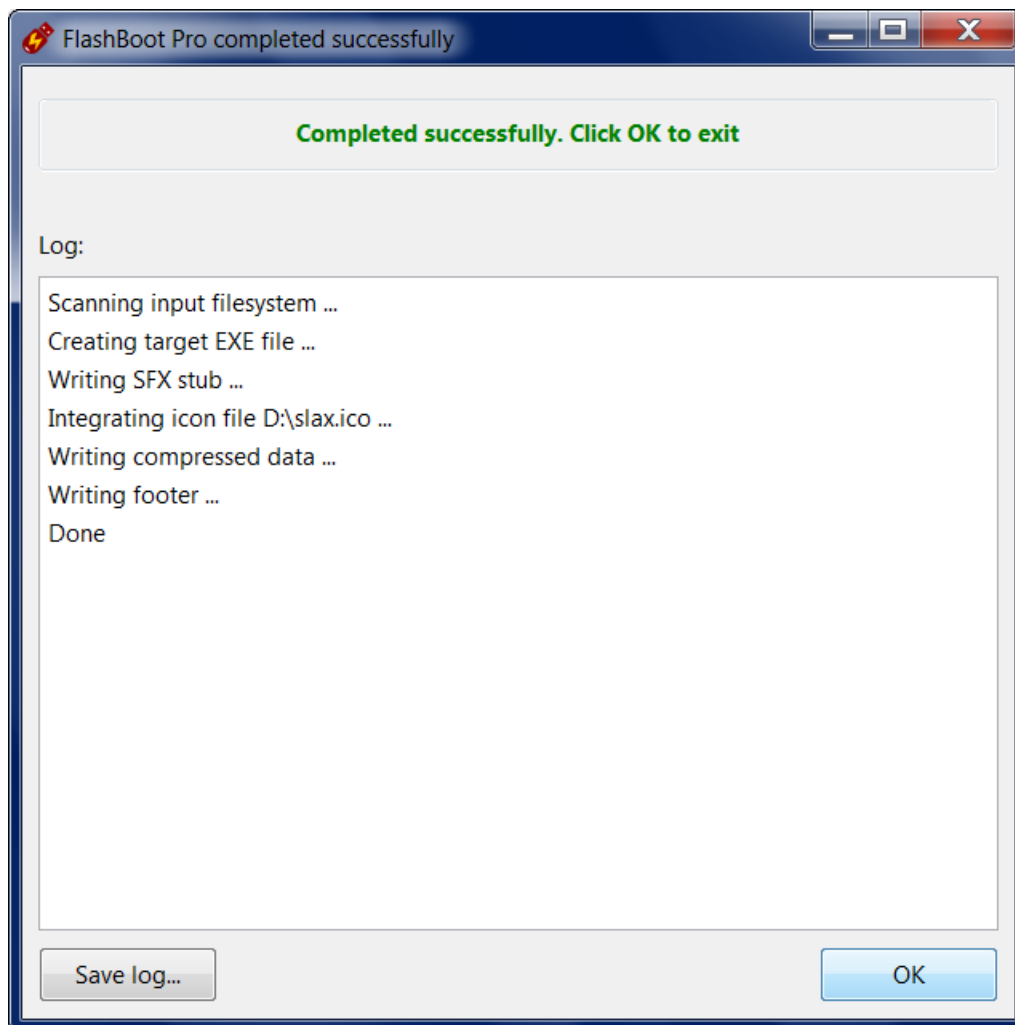 FlashBoot Pro completed successfully
Completed successfully. Click OK to exit
Log:
Scanning input filesystem ...
Creating target EXE file ...
Writing SFX stub ...
Integrating icon file D:\slax.ico ...
Writing compressed data ...
Writing footer ...
Done
Save log...
OK